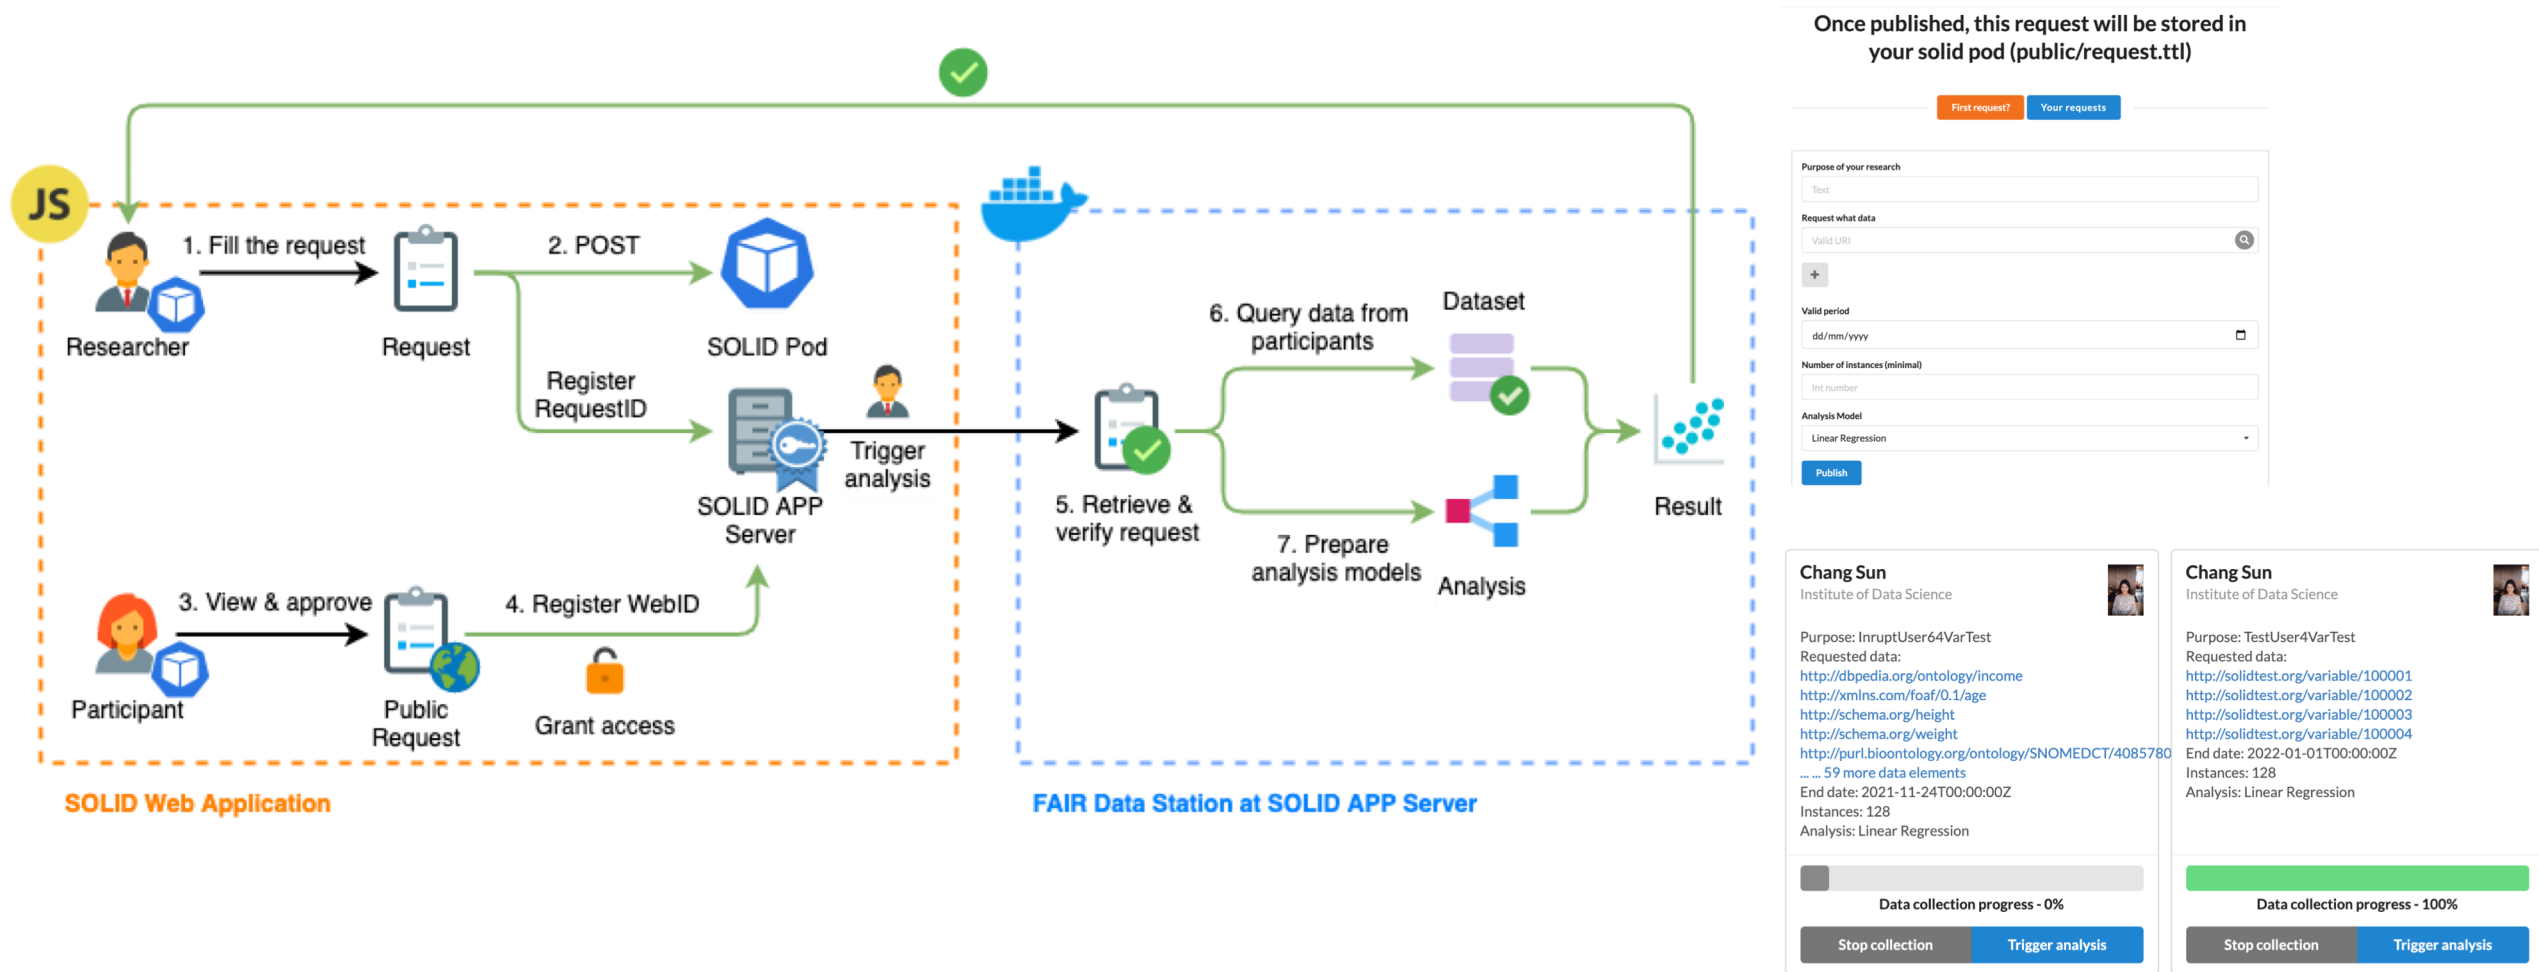 JS
1. Fill the request
2. POST
Researcher
Request
SOLID Pod
Register
RequestID
Trigger
analysis
SOLID APP
Server
3. View & approve
4. Register WebID
Participant
Public
Request
Grant access
SOLID Web Application
5. Retrieve &
verify request
6. Query data from
participants
Dataset
7. Prepare
analysis models
Analysis
Result
FAIR Data Station at SOLID APP Server
Once published, this request will be stored in
your solid pod (public/request.ttl)
First request?
Your requests
Purpose of your research
Text
Request what data
Valid URI
+
Valid period
dd/mm/yyyy
Number of instances (minimal)
Int number
Analysis Model
Linear Regression
Publish
Chang Sun
Institute of Data Science
Purpose: InruptUser64VarTest
Requested data:
http://dbpedia.org/ontology/income
http://xmlns.com/foaf/0.1/age
http://schema.org/height
http://schema.org/weight
http://purl.bioontology.org/ontology/SNOMEDCT/4085780
... ... 59 more data elements
End date: 2021-11-24T00:00:00Z
Instances: 128
Analysis: Linear Regression
Data collection progress - 0%
Stop collection
Trigger analysis
Chang Sun
Institute of Data Science
Purpose: TestUser4VarTest
Requested data:
http://solidtest.org/variable/100001
http://solidtest.org/variable/100002
http://solidtest.org/variable/100003
http://solidtest.org/variable/100004
End date: 2022-01-01T00:00:00Z
Instances: 128
Analysis: Linear Regression
Data collection progress - 100%
Stop collection
Trigger analysis